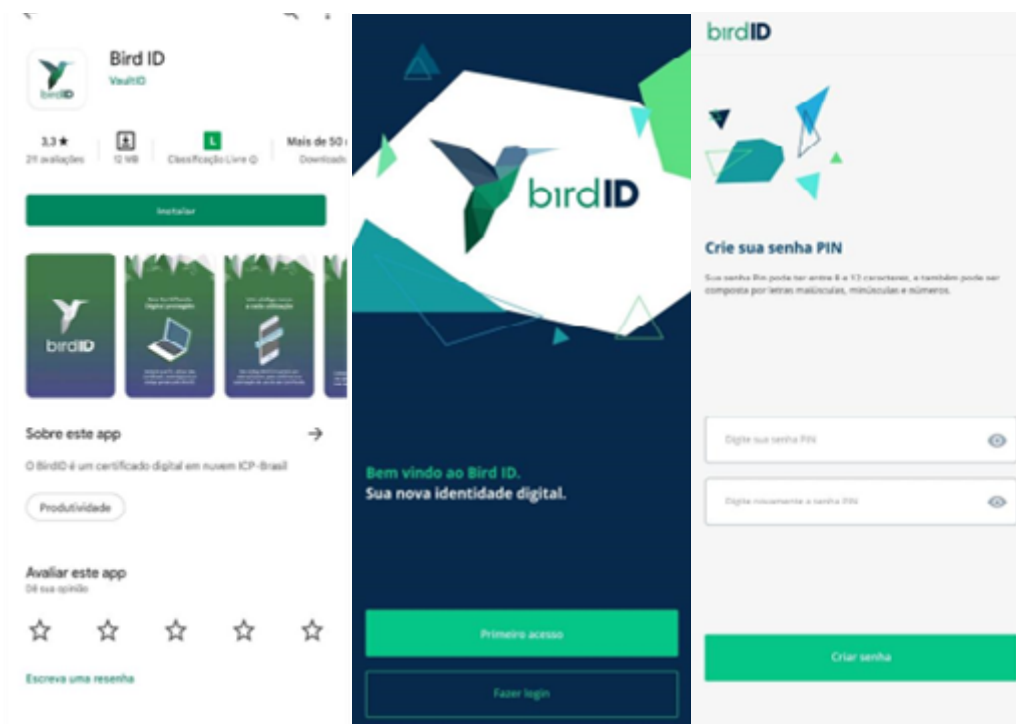 Bird ID
VaultID
birdID
3,3 ★
12 MB
L
Classificação Livre
Mais de 50
Downloads
Instalar
birdID
Sobre este app
O BirdID é um certificado digital em nuvem ICP-Brasil
Produtividade
Avaliar este app
Dê sua opinião
Escreva uma resenha
birdID
Bem vindo ao Bird ID.
Sua nova identidade digital.
Primeiro acesso
Fazer login
birdID
Crie sua senha PIN
Sua senha Pin pode ter entre 8 e 13 caracteres, e também pode ser
composta por letras maiúsculas, minúsculas e números.
Digite sua senha PIN
Digite novamente a senha PIN
Criar senha